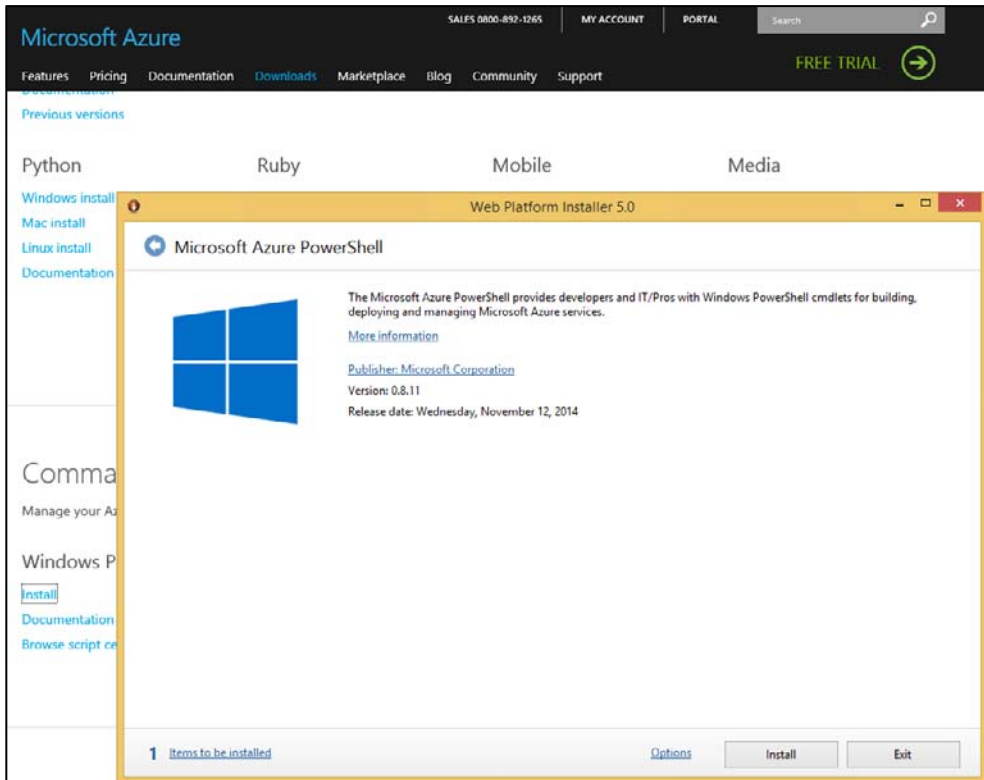 SALES 0800-892-1265 MY ACCOUNT PORTAL Search
Microsoft Azure
FREE TRIAL
Features Pricing Documentation Downloads Marketplace Blog Community Support
Documentation
Previous versions
Python Ruby Mobile Media
Windows install
Mac install
Linux install
Documentation
Web Platform Installer 5.0
Microsoft Azure PowerShell
The Microsoft Azure PowerShell provides developers and IT/Pros with Windows PowerShell cmdlets for building,
deploying and managing Microsoft Azure services.
More information
Publisher: Microsoft Corporation
Version: 0.8.11
Release date: Wednesday, November 12, 2014
Comma
Manage your Az
Windows P
Install
Documentation
Browse script ce
1 Items to be installed Options Install Exit